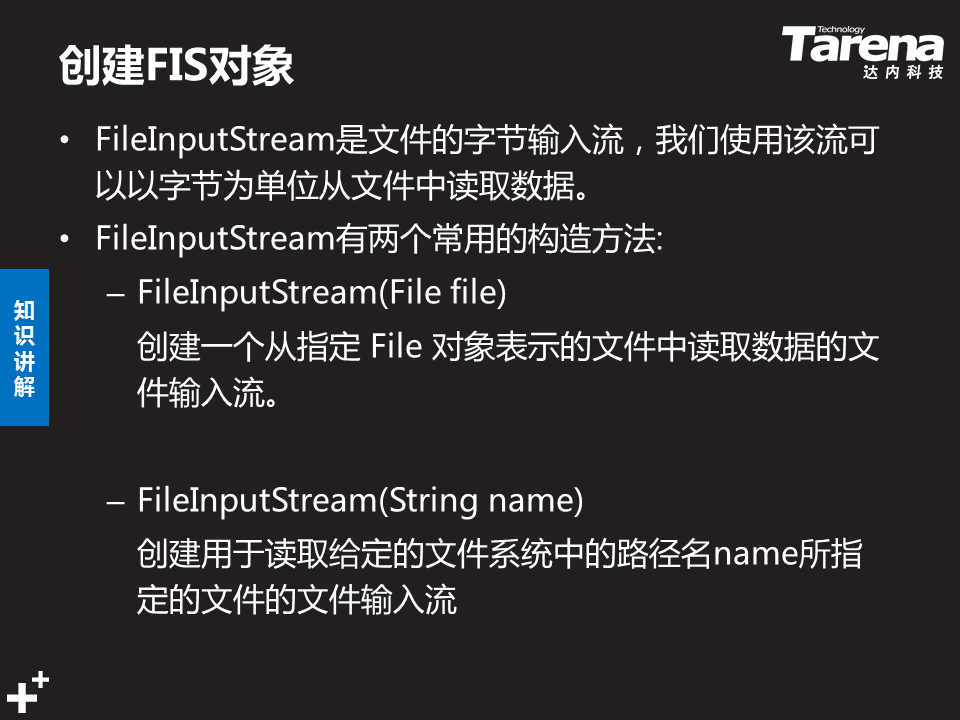 创建FIS对象
Technology
Tarena
达内科技
• FileInputStream是文件的字节输入流，我们使用该流可
以以字节为单位从文件中读取数据。
• FileInputStream有两个常用的构造方法:
– FileInputStream(File file)
创建一个从指定 File 对象表示的文件中读取数据的文
件输入流。
– FileInputStream(String name)
创建用于读取给定的文件系统中的路径名name所指
定的文件的文件输入流
知
识
讲
解